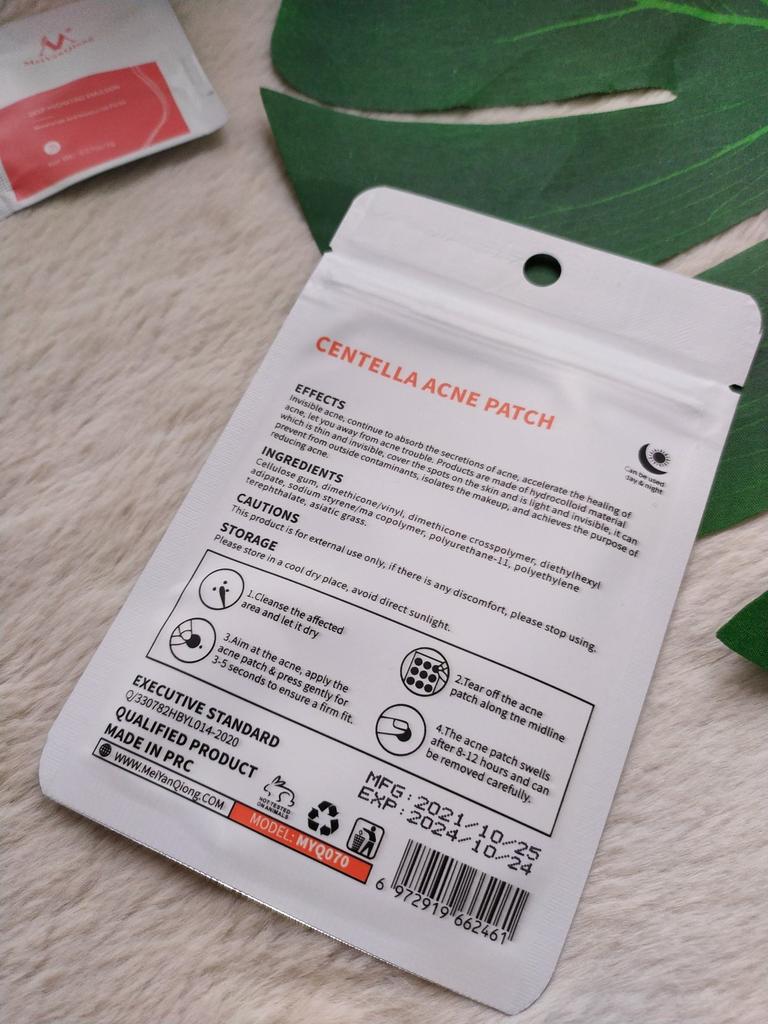 MeiYanQiong
CENTELLA ACNE PATCH
EFFECTS
Invisible acne, continue to absorb the secretions of acne, accelerate the healing of
acne, let you away from acne trouble. Products are made of hydrocolloid material
which is thin and invisible, cover the spots on the skin and is light and invisible, it can
prevent from outside contaminants, isolates the makeup, and achieves the purpose of
reducing acne.
Can be used
day & night
INGREDIENTS
Cellulose gum, dimethicone/vinyl, dimethicone crosspolymer, diethylhexyl
adipate, sodium styrene/ma copolymer, polyurethane-11, polyethylene
terephthalate, asiatic grass.
CAUTIONS
This product is for external use only, if there is any discomfort, please stop using.
STORAGE
Please store in a cool dry place, avoid direct sunlight.
1.Cleanse the affected
area and let it dry
2.Tear off the acne
patch along the midline
3.Aim at the acne, apply the
acne patch & press gently for
3-5 seconds to ensure a firm fit.
4.The acne patch swells
after 8-12 hours and can
be removed carefully.
EXECUTIVE STANDARD
Q/330782HBYL014-2020
QUALIFIED PRODUCT
MADE IN PRC
WWW.MeiYanQiong.COM
NOT TESTED
ON ANIMALS
MODEL: MYQ070
MFG: 2021/10/25
EXP: 2024/10/24
6 972919 662461